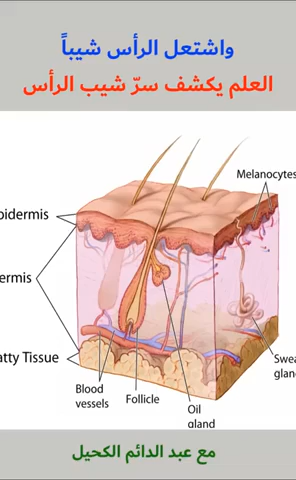 واشتعل الرأس شيباً
العلم يكشف سرّ شيب الرأس
Melanocytes
pidermis
ermis
atty Tissue
Blood
vessels
Follicle
Oil
gland
Swea
glan
مع عبد الدائم الكحيل